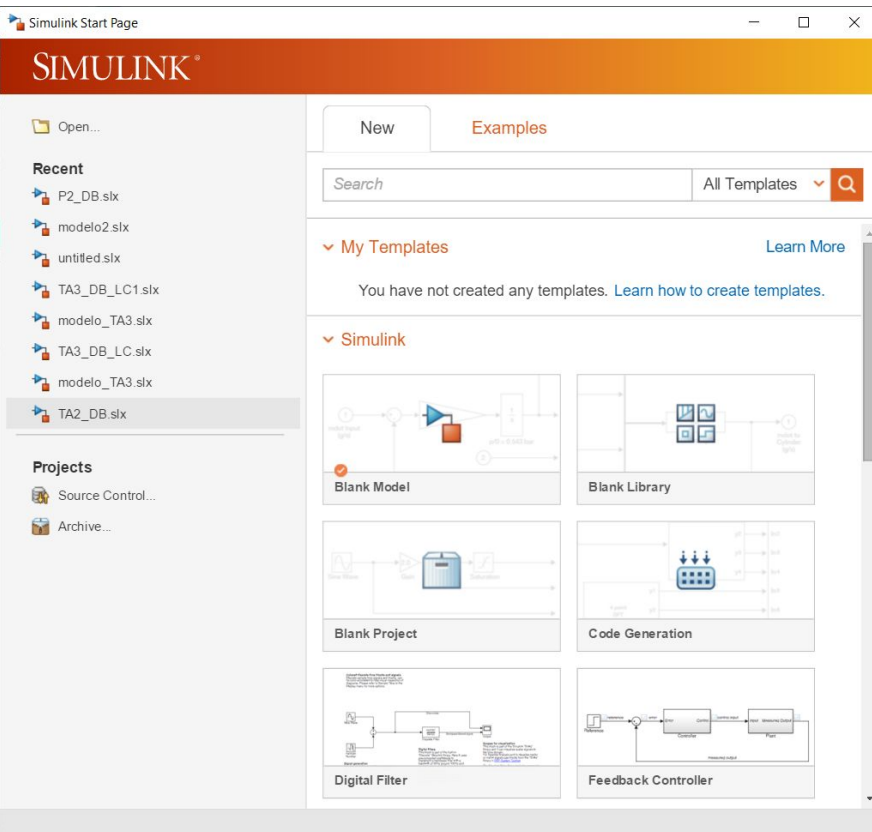 Simulink Start Page
SIMULINK®
Open...
Recent
P2_DB.slx
modelo2.slx
untitled.slx
TA3_DB_LC1.slx
modelo_TA3.slx
TA3_DB_LC.slx
modelo_TA3.slx
TA2_DB.slx
Projects
Source Control...
Archive...
New Examples
Search All Templates
My Templates Learn More
You have not created any templates. Learn how to create templates.
Simulink
Blank Model Blank Library
Blank Project Code Generation
Digital Filter Feedback Controller